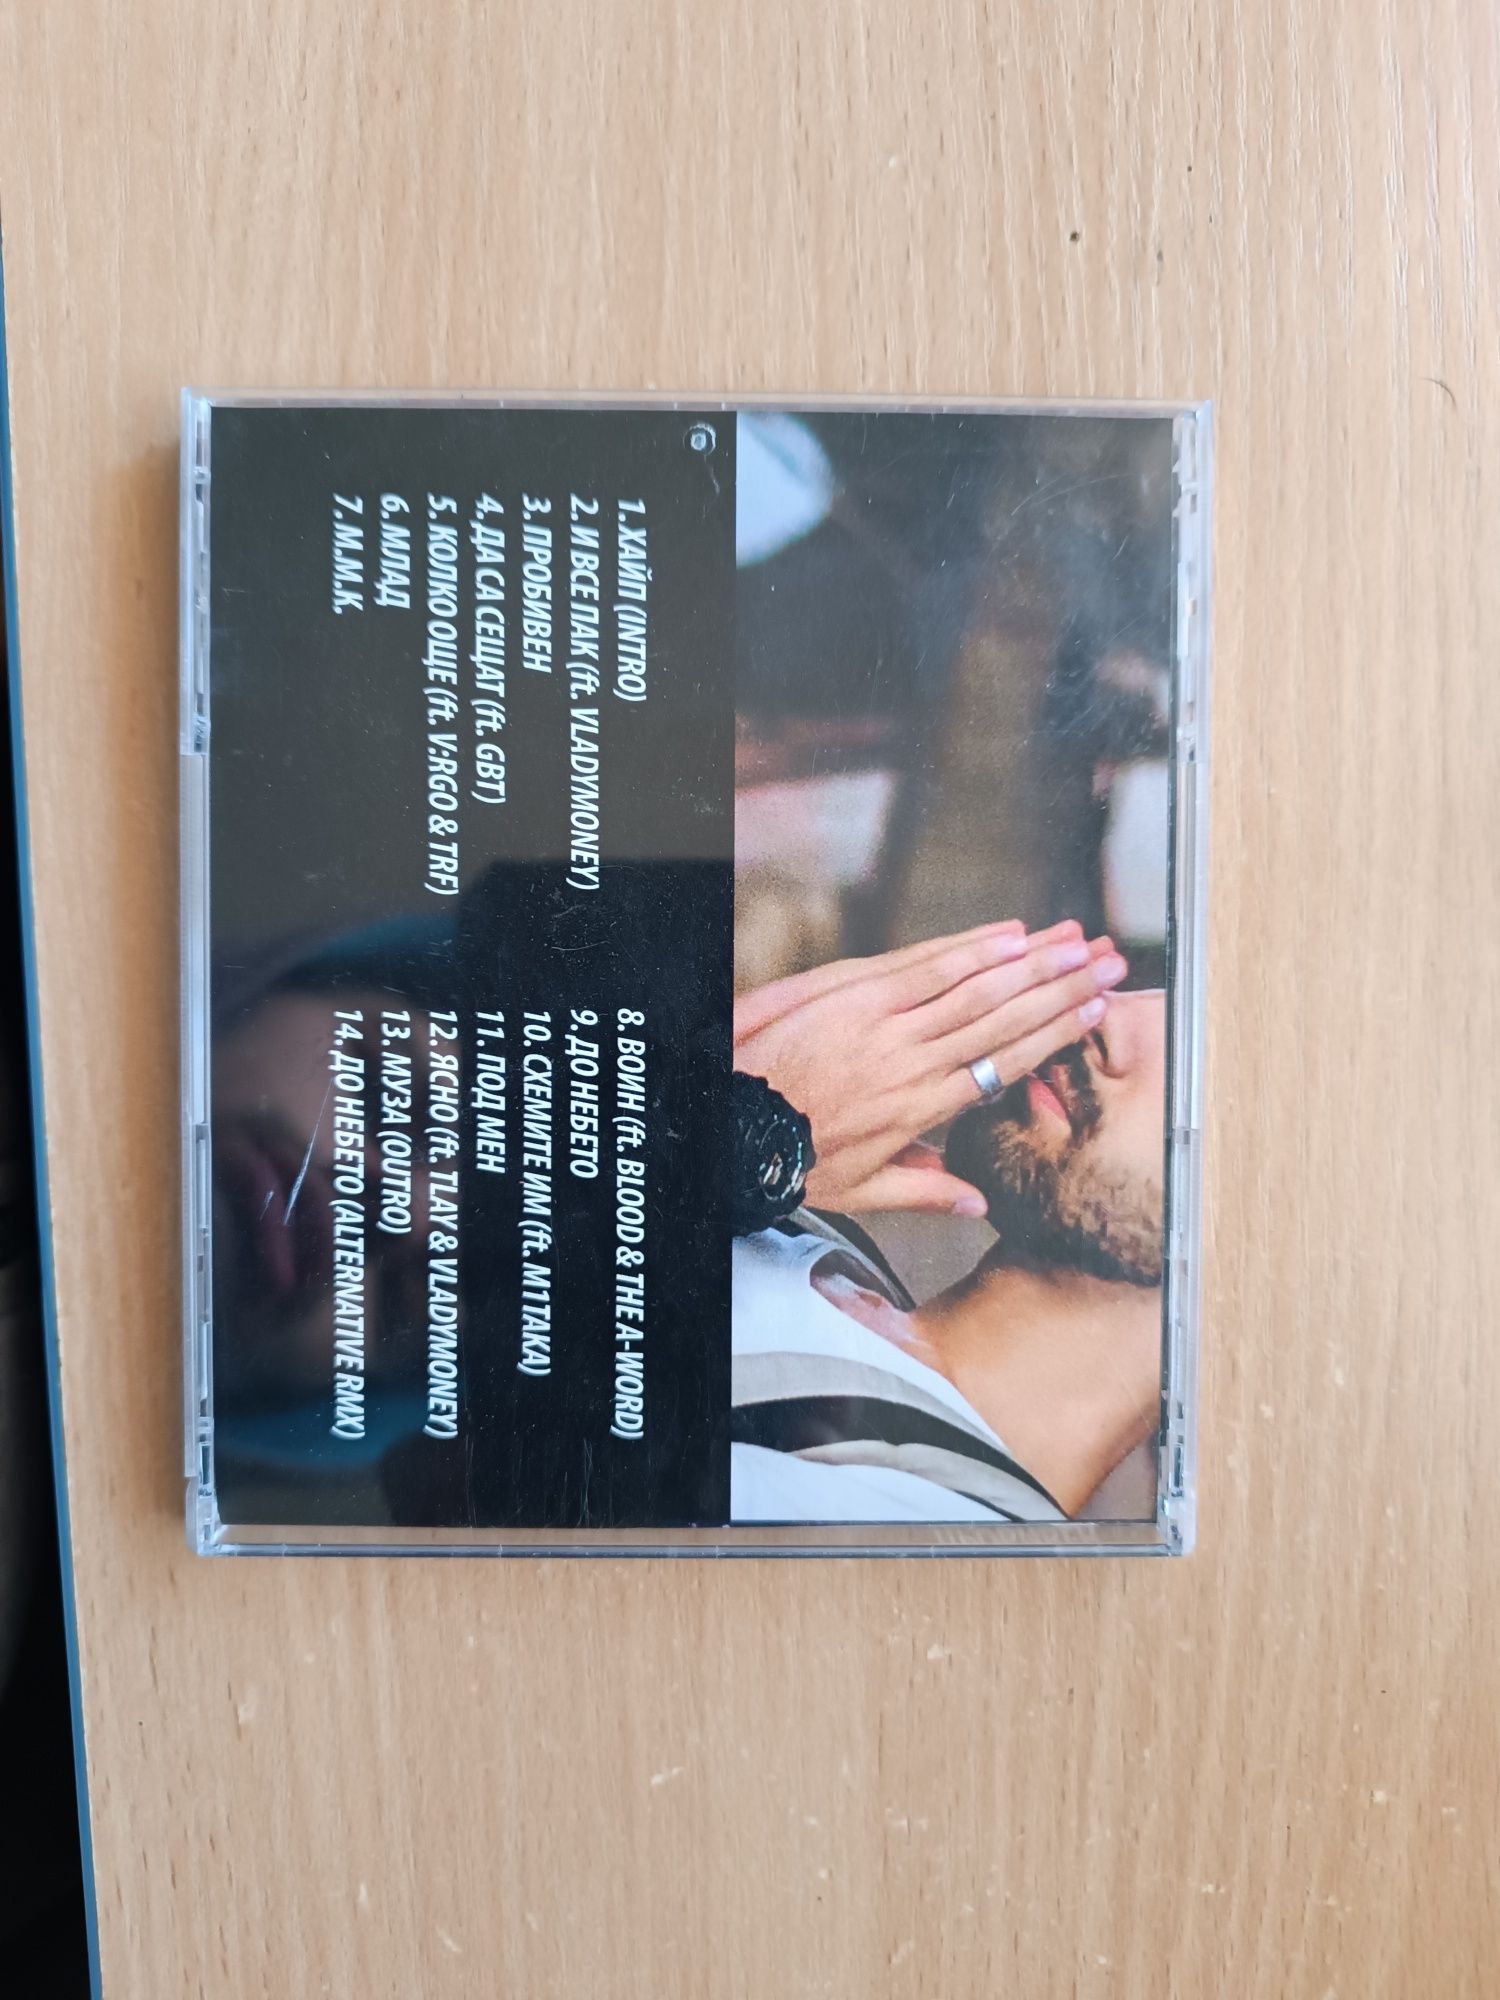 1. ХАЙП (INTRO)
2. И ВСЕ ПАК (ft. VLADYMONEY)
3. ПРОБИВЕН
4. ДА СА СЕЩАТ (ft. GBT)
5. КОЛКО ОЩЕ (ft. V:RGO & TRF)
6. МЛАД
7. М.М.К.
8. ВОИН (ft. BLOOD & THE A-WORD)
9. ДО НЕБЕТО
10. СХЕМИТЕ ИМ (ft. M1TAKA)
11. ПОД МЕН
12. ЯСНО (ft. TLAY & VLADYMONEY)
13. МУЗА (OUTRO)
14. ДО НЕБЕТО (ALTERNATIVE RMX)